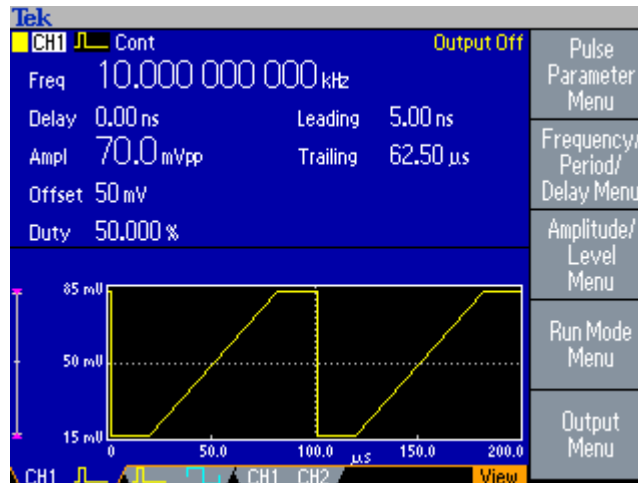 Tek
CH1 Cont Output Off
Freq 10.000 000 000 kHz
Delay 0.00 ns Leading 5.00 ns
Ampl 70.0 mVpp Trailing 62.50 µs
Offset 50 mV
Duty 50.000 %
85 mV
50 mV
15 mV
0 50.0 100.0 µs 150.0 200.0
CH1 CH1 CH2 View
Pulse
Parameter
Menu
Frequency/
Period/
Delay Menu
Amplitude/
Level
Menu
Run Mode
Menu
Output
Menu